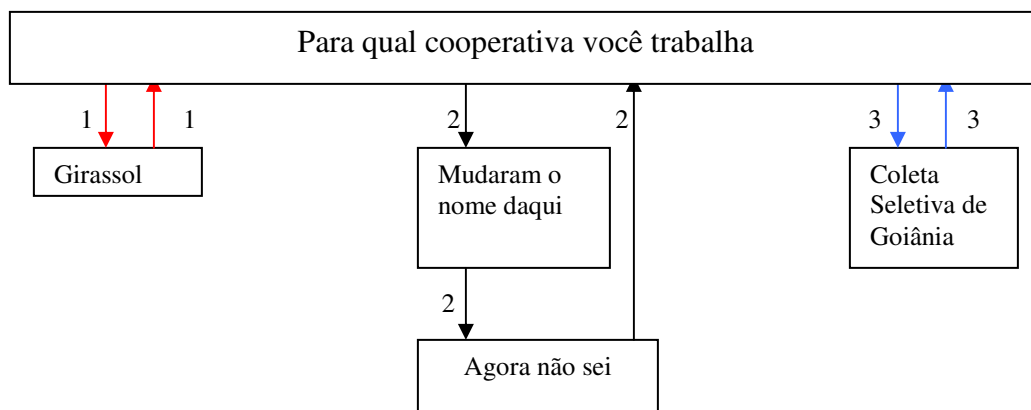 Para qual cooperativa você trabalha
1
1
2
2
3
3
Girassol
Mudaram o
nome daqui
Coleta
Seletiva de
Goiânia
2
Agora não sei